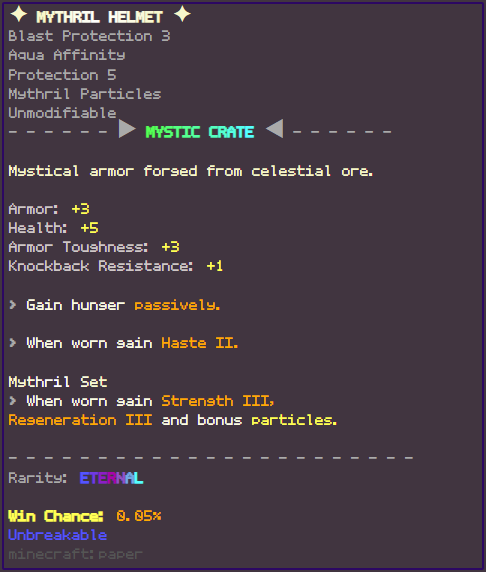 ✦ MYTHRIL HELMET ✦
Blast Protection 3
Aqua Affinity
Protection 5
Mythril Particles
Unmodifiable
- - - - - - ▶ MYSTIC CRATE ◀ - - - - - -
Mystical armor forged from celestial ore.
Armor: +3
Health: +5
Armor Toughness: +3
Knockback Resistance: +1
> Gain hunger passively.
> When worn gain Haste II.
Mythril Set
> When worn gain Strength III,
Regeneration III and bonus particles.
- - - - - - - - - - - - - - - - - - - - - - - - -
Rarity: ETERNAL
Win Chance: 0.05%
Unbreakable
minecraft:paper